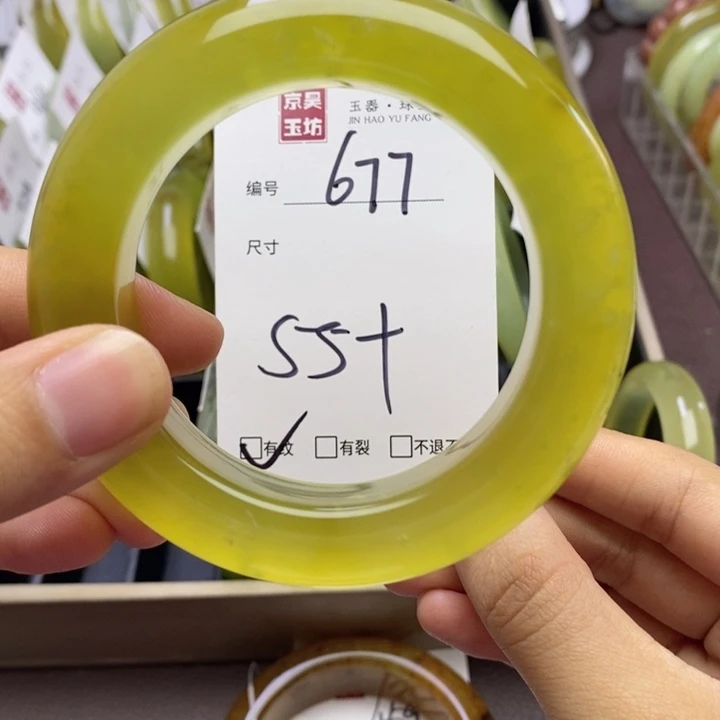 京昊 玉器·珠
玉坊 JIN HAO YU FANG
编号 677
尺寸
55+
有纹 有裂 不退不